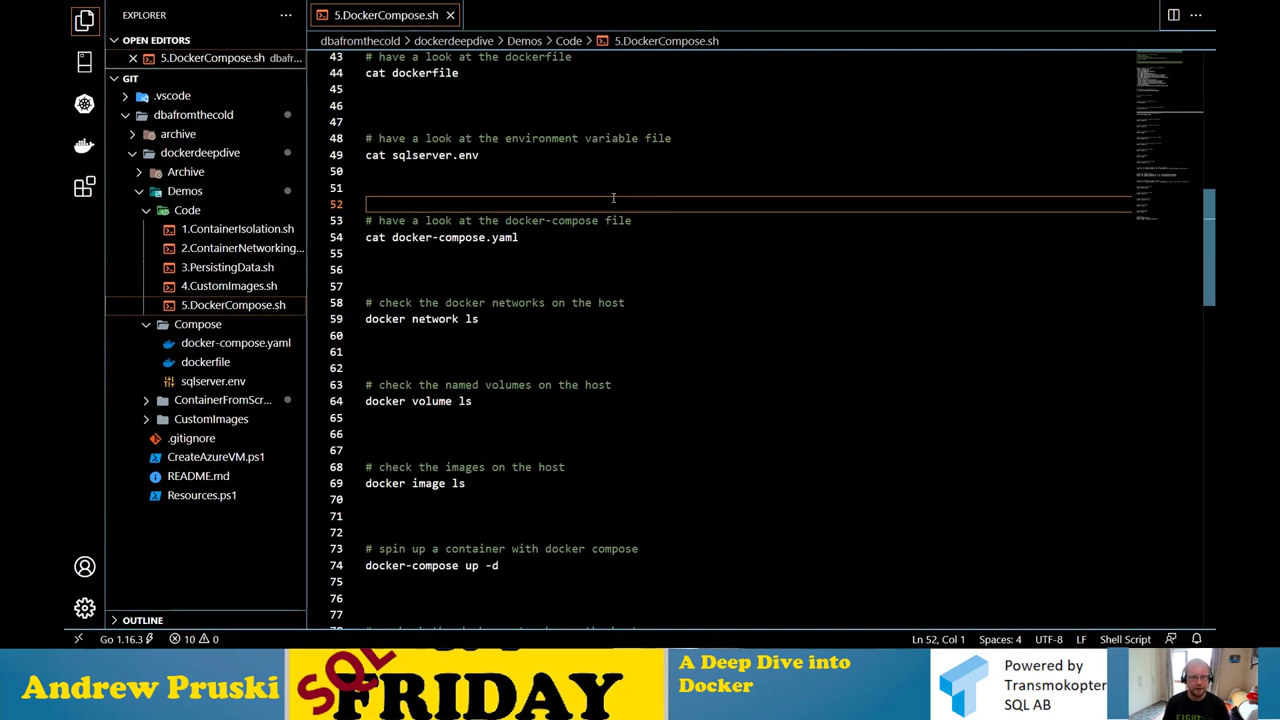 EXPLORER
5.DockerCompose.sh
OPEN EDITORS
5.DockerCompose.sh dbafr...
GIT
.vscode
dbafromthecold
archive
dockerdeepdive
Archive
Demos
Code
1.ContainerIsolation.sh
2.ContainerNetworking...
3.PersistingData.sh
4.CustomImages.sh
5.DockerCompose.sh
Compose
docker-compose.yaml
dockerfile
sqlserver.env
ContainerFromScr...
CustomImages
.gitignore
CreateAzureVM.ps1
README.md
Resources.ps1
OUTLINE
dbafromthecold > dockerdeepdive > Demos > Code > 5.DockerCompose.sh
43 # have a look at the dockerfile
44 cat dockerfile
45
46
47
48 # have a look at the environment variable file
49 cat sqlserver.env
50
51
52
53 # have a look at the docker-compose file
54 cat docker-compose.yaml
55
56
57
58 # check the docker networks on the host
59 docker network ls
60
61
62
63 # check the named volumes on the host
64 docker volume ls
65
66
67
68 # check the images on the host
69 docker image ls
70
71
72
73 # spin up a container with docker compose
74 docker-compose up -d
75
76
77
Go 1.16.3 10 0
Ln 52, Col 1 Spaces: 4 UTF-8 LF Shell Script
Andrew Pruski
SQL
FRIDAY
A Deep Dive into
Docker
Powered by
Transmokopter
SQL AB